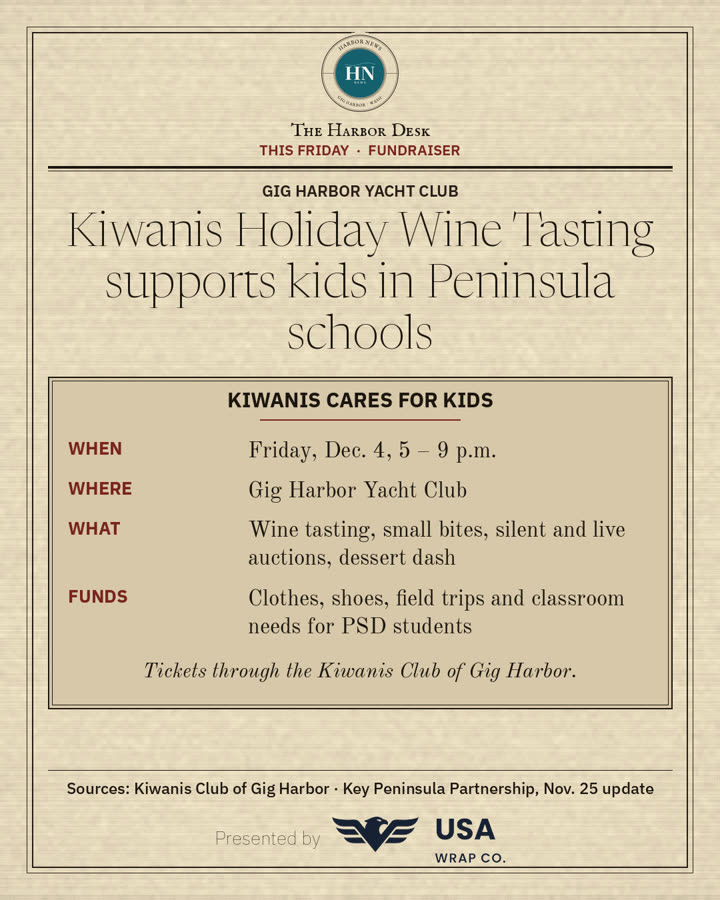 HARBOR NEWS
HN
NEWS
GIG HARBOR · WASH
The Harbor Desk
THIS FRIDAY · FUNDRAISER
GIG HARBOR YACHT CLUB
Kiwanis Holiday Wine Tasting
supports kids in Peninsula
schools
KIWANIS CARES FOR KIDS
WHEN Friday, Dec. 4, 5 – 9 p.m.
WHERE Gig Harbor Yacht Club
WHAT Wine tasting, small bites, silent and live
auctions, dessert dash
FUNDS Clothes, shoes, field trips and classroom
needs for PSD students
Tickets through the Kiwanis Club of Gig Harbor.
Sources: Kiwanis Club of Gig Harbor · Key Peninsula Partnership, Nov. 25 update
Presented by USA
WRAP CO.